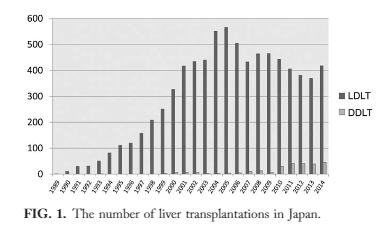 600
500
400
300
200
100
0
1989 1990 1991 1992 1993 1994 1995 1996 1997 1998 1999 2000 2001 2002 2003 2004 2005 2006 2007 2008 2009 2010 2011 2012 2013 2014
LDLT
DDLT
FIG. 1. The number of liver transplantations in Japan.